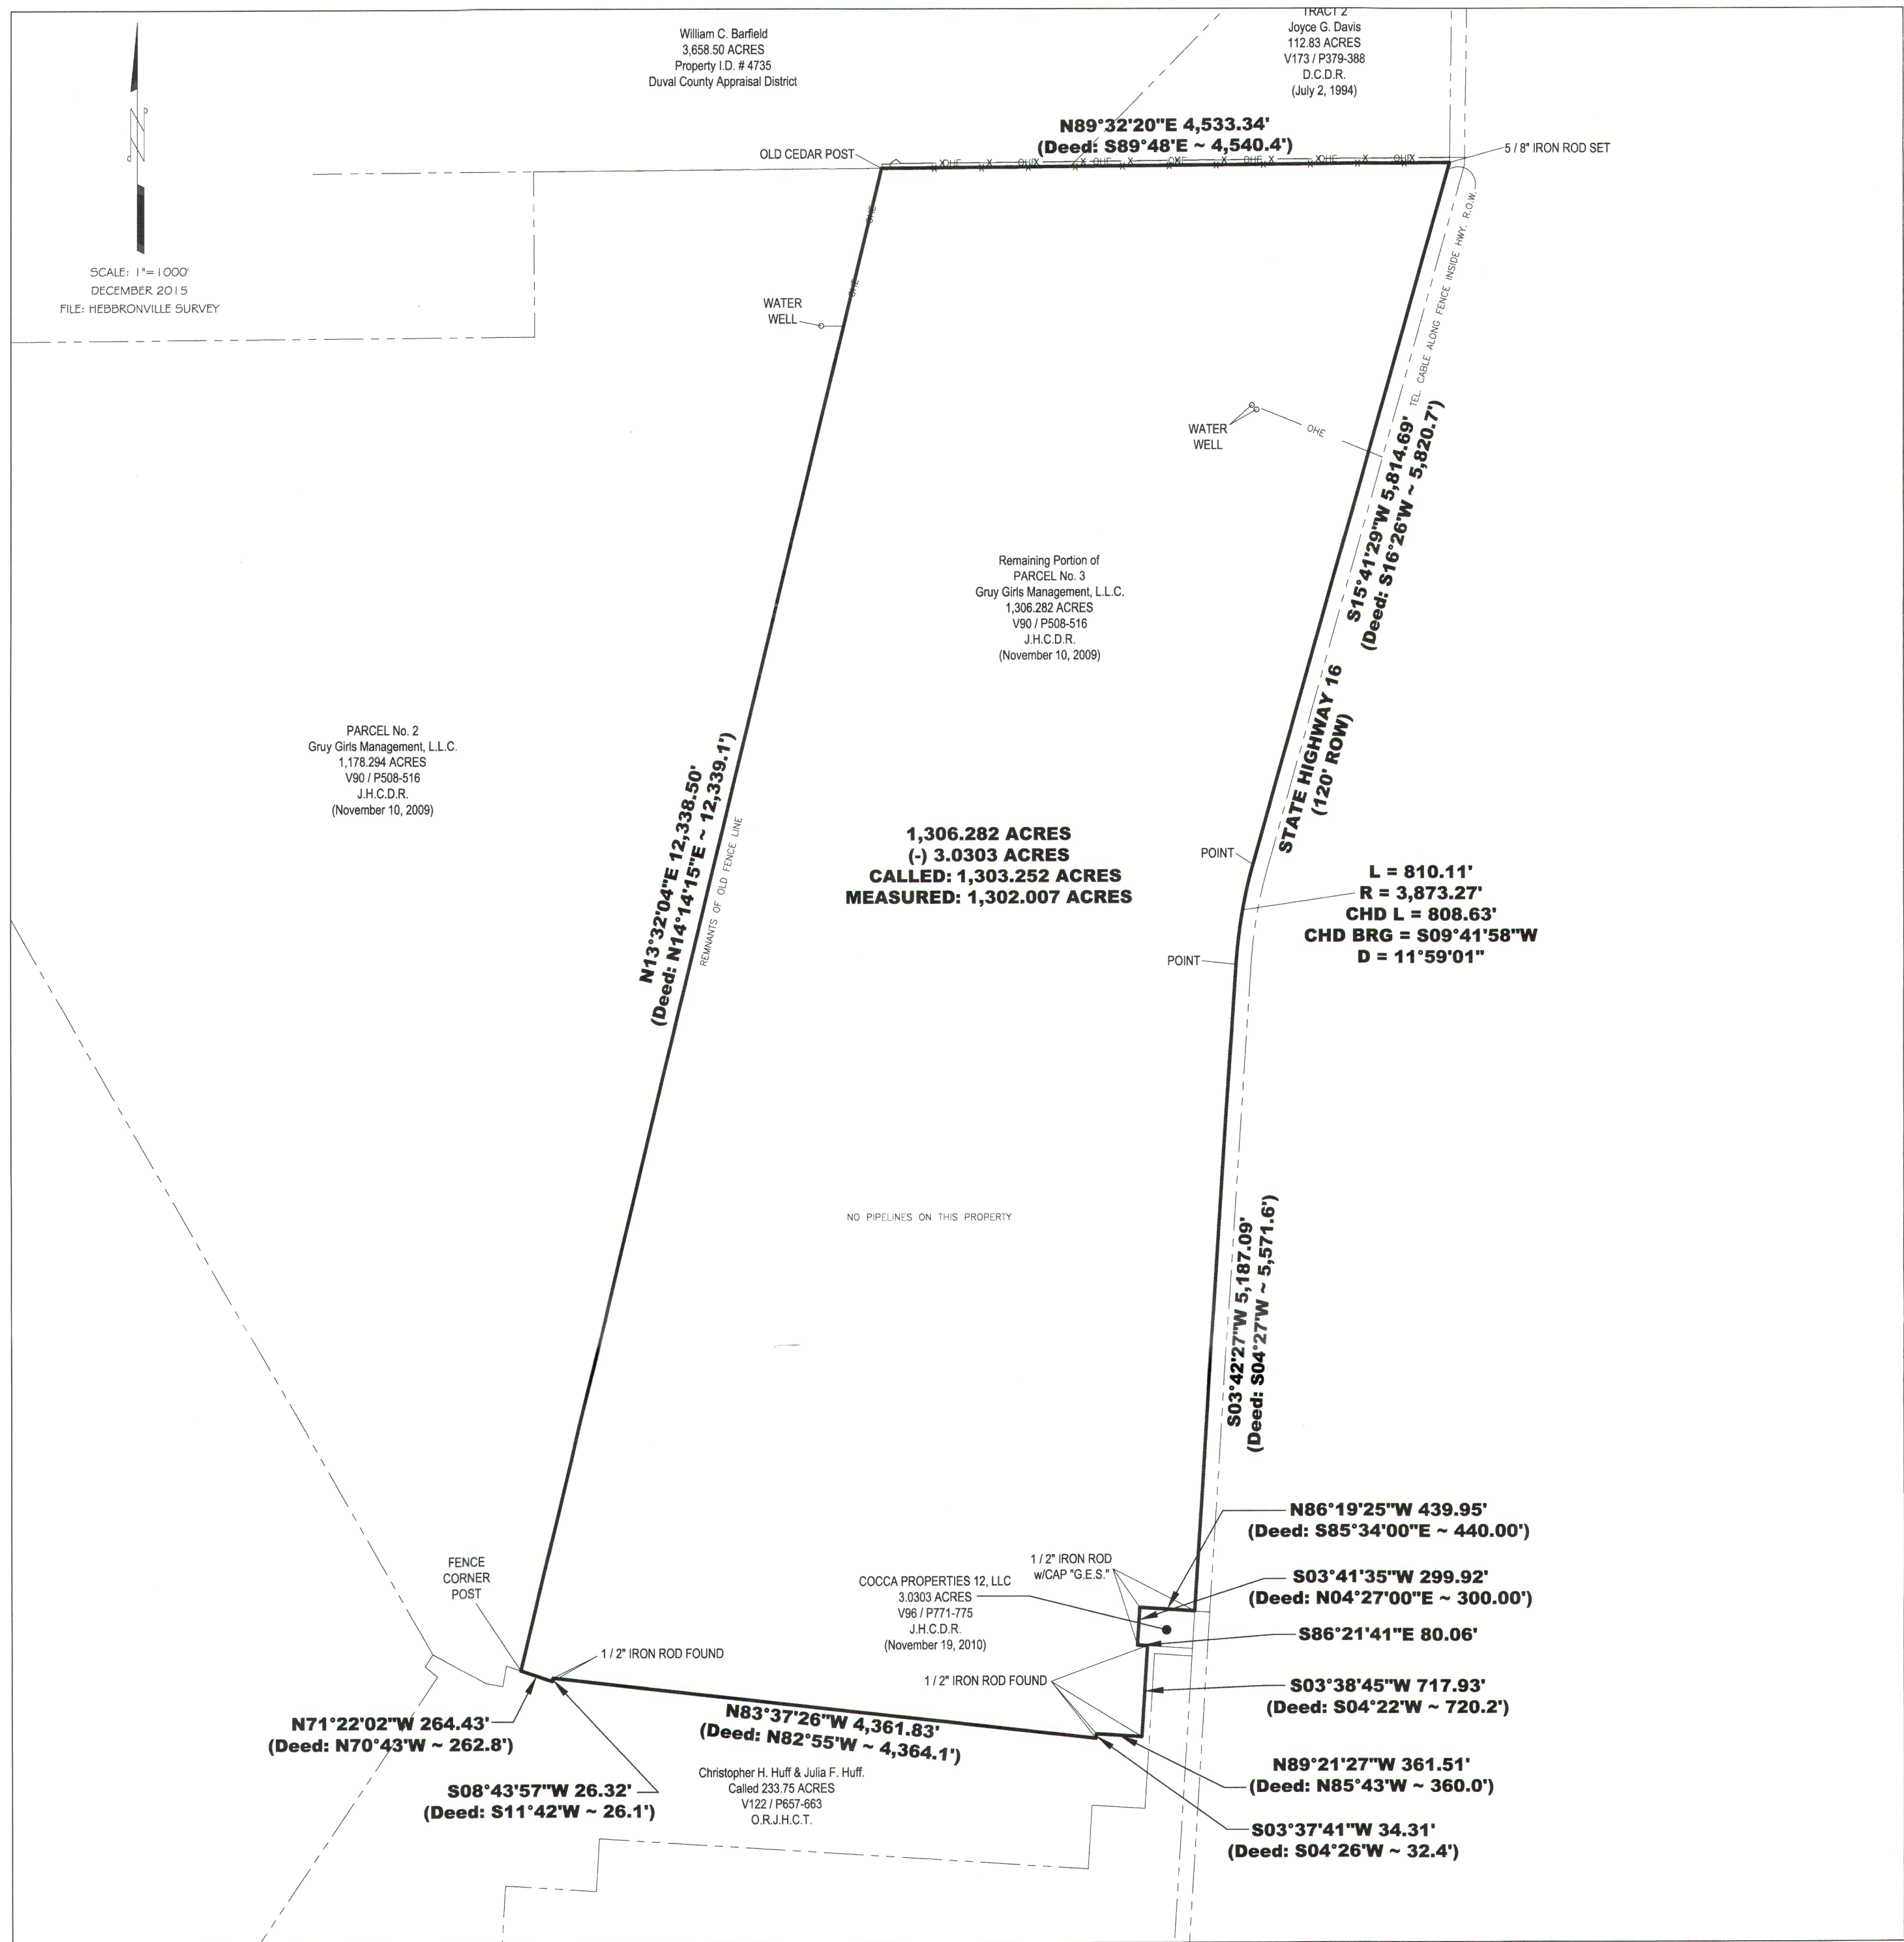 William C. Barfield
3,658.50 ACRES
Property I.D. # 4735
Duval County Appraisal District
TRACT 2
Joyce G. Davis
112.83 ACRES
V173 / P379-388
D.C.D.R.
(July 2, 1994)
N89°32'20"E 4,533.34'
(Deed: S89°48'E ~ 4,540.4')
OLD CEDAR POST
X OHE X OHE X OHE X OHE X OHE X OHE X OHE X
5 / 8" IRON ROD SET
SCALE: 1"=1000'
DECEMBER 2015
FILE: HEBBRONVILLE SURVEY
OHE
OHE
WATER
WELL
TEL. CABLE ALONG FENCE INSIDE HWY. R.O.W.
WATER
WELL
OHE
S15°41'29"W 5,814.69'
(Deed: S16°26'W ~ 5,820.7')
Remaining Portion of
PARCEL No. 3
Gruy Girls Management, L.L.C.
1,306.282 ACRES
V90 / P508-516
J.H.C.D.R.
(November 10, 2009)
STATE HIGHWAY 16
(120' ROW)
PARCEL No. 2
Gruy Girls Management, L.L.C.
1,178.294 ACRES
V90 / P508-516
J.H.C.D.R.
(November 10, 2009)
N13°32'04"E 12,338.50'
(Deed: N14°14'15"E ~ 12,339.1')
REMNANTS OF OLD FENCE LINE
1,306.282 ACRES
(-) 3.0303 ACRES
CALLED: 1,303.252 ACRES
MEASURED: 1,302.007 ACRES
POINT
L = 810.11'
R = 3,873.27'
CHD L = 808.63'
CHD BRG = S09°41'58"W
D = 11°59'01"
POINT
NO PIPELINES ON THIS PROPERTY
S03°42'27"W 5,187.09'
(Deed: S04°27'W ~ 5,571.6')
N86°19'25"W 439.95'
(Deed: S85°34'00"E ~ 440.00')
FENCE
CORNER
POST
1 / 2" IRON ROD
w/CAP "G.E.S."
COCCA PROPERTIES 12, LLC
3.0303 ACRES
V96 / P771-775
J.H.C.D.R.
(November 19, 2010)
S03°41'35"W 299.92'
(Deed: N04°27'00"E ~ 300.00')
S86°21'41"E 80.06'
1 / 2" IRON ROD FOUND
1 / 2" IRON ROD FOUND
S03°38'45"W 717.93'
(Deed: S04°22'W ~ 720.2')
N71°22'02"W 264.43'
(Deed: N70°43'W ~ 262.8')
N83°37'26"W 4,361.83'
(Deed: N82°55'W ~ 4,364.1')
N89°21'27"W 361.51'
(Deed: N85°43'W ~ 360.0')
S08°43'57"W 26.32'
(Deed: S11°42'W ~ 26.1')
Christopher H. Huff & Julia F. Huff.
Called 233.75 ACRES
V122 / P657-663
O.R.J.H.C.T.
S03°37'41"W 34.31'
(Deed: S04°26'W ~ 32.4')